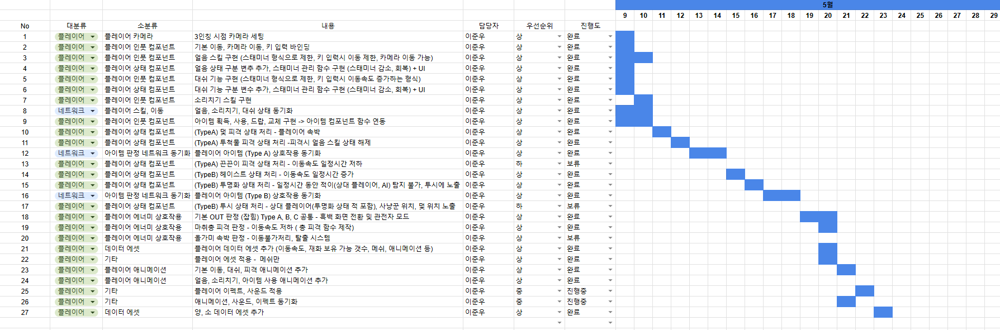 5월
9 10 11 12 13 14 15 16 17 18 19 20 21 22 23 24 25 26 27 28 29
No 대분류 소분류 내용 담당자 우선순위 진행도
1 플레이어 플레이어 카메라 3인칭 시점 카메라 세팅 이준우 상 완료
2 플레이어 플레이어 인풋 컴포넌트 기본 이동, 카메라 이동, 키 입력 바인딩 이준우 상 완료
3 플레이어 플레이어 인풋 컴포넌트 얼음 스킬 구현 (스태미너 형식으로 제한, 키 입력시 이동 제한, 카메라 이동 가능) 이준우 상 완료
4 플레이어 플레이어 상태 컴포넌트 얼음 상태 구분 변추 추가, 스태미너 관리 함수 구현 (스태미너 감소, 회복) + UI 이준우 상 완료
5 플레이어 플레이어 인풋 컴포넌트 대쉬 기능 구현 (스태미너 형식으로 제한, 키 입력시 이동속도 증가하는 형식) 이준우 상 완료
6 플레이어 플레이어 상태 컴포넌트 대쉬 기능 구분 변수 추가, 스태미너 관리 함수 구현 (스태미너 감소, 회복) + UI 이준우 상 완료
7 플레이어 플레이어 인풋 컴포넌트 소리치기 스킬 구현 이준우 상 완료
8 네트워크 플레이어 스킬, 이동 얼음, 소리치기, 대쉬 상태 동기화 이준우 상 완료
9 플레이어 플레이어 인풋 컴포넌트 아이템 획득, 사용, 드랍, 교체 구현 -> 아이템 컴포넌트 함수 연동 이준우 상 완료
10 플레이어 플레이어 상태 컴포넌트 (TypeA) 덫 피격 상태 처리 - 플레이어 속박 이준우 상 완료
11 플레이어 플레이어 상태 컴포넌트 (TypeA) 투척물 피격 상태 처리 -피격시 얼음 스킬 상태 해제 이준우 상 완료
12 네트워크 아이템 판정 네트워크 동기화 플레이어 아이템 (Type A) 상호작용 동기화 이준우 상 완료
13 플레이어 플레이어 상태 컴포넌트 (TypeA) 끈끈이 피격 상태 처리 - 이동속도 일정시간 저하 이준우 하 보류
14 플레이어 플레이어 상태 컴포넌트 (TypeB) 헤이스트 상태 처리 - 이동속도 일정시간 증가 이준우 상 완료
15 플레이어 플레이어 상태 컴포넌트 (TypeB) 투명화 상태 처리 - 일정시간 동안 적이(상대 플레이어, AI) 탐지 불가, 투시에 노출 이준우 상 완료
16 네트워크 아이템 판정 네트워크 동기화 플레이어 아이템 (Type B) 상호작용 동기화 이준우 상 완료
17 플레이어 플레이어 상태 컴포넌트 (TypeB) 투시 상태 처리 - 상대 플레이어(투명화 상태 적 포함), 사냥꾼 위치, 덫 위치 노출 이준우 하 보류
18 플레이어 플레이어 에너미 상호작용 기본 OUT 판정 (잡힘) Type A, B, C 공통 - 흑백 화면 전환 및 관전자 모드 이준우 상 완료
19 플레이어 플레이어 에너미 상호작용 마취총 피격 판정 - 이동속도 저하 ( 총 피격 함수 제작) 이준우 상 완료
20 플레이어 플레이어 에너미 상호작용 올가미 속박 판정 - 이동불가처리, 탈출 시스템 이준우 상 보류
21 플레이어 데이터 에셋 플레이어 데이터 에셋 추가 (이동속도, 재화 보유 가능 갯수, 메쉬, 애니메이션 등) 이준우 상 완료
22 플레이어 기타 플레이어 에셋 적용 - 메쉬만 이준우 상 완료
23 플레이어 플레이어 애니메이션 기본 이동, 대쉬, 피격 애니메이션 추가 이준우 상 완료
24 플레이어 플레이어 애니메이션 얼음, 소리치기, 아이템 사용 애니메이션 추가 이준우 상 완료
25 플레이어 기타 플레이어 이펙트, 사운드 적용 이준우 중 진행중
26 플레이어 기타 애니메이션, 사운드, 이펙트 동기화 이준우 중 진행중
27 플레이어 데이터 에셋 양, 소 데이터 에셋 추가 이준우 상 완료